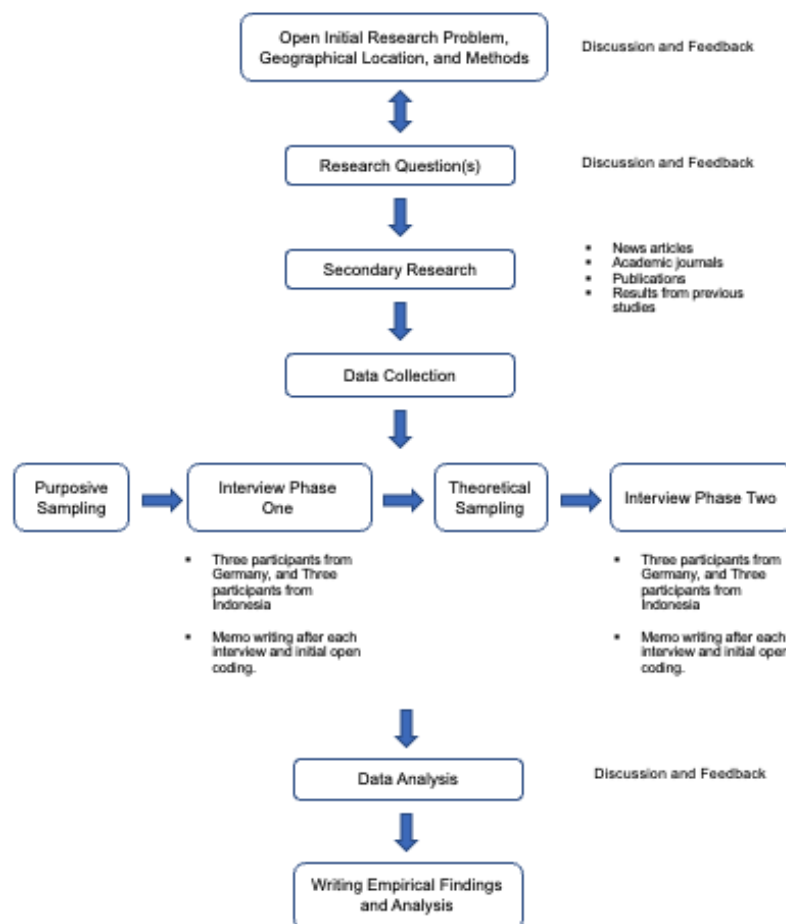 Open Initial Research Problem,
Geographical Location, and Methods
Discussion and Feedback
Research Question(s)
Discussion and Feedback
Secondary Research
▪ News articles
▪ Academic journals
▪ Publications
▪ Results from previous
studies
Data Collection
Purposive
Sampling
Interview Phase
One
Theoretical
Sampling
Interview Phase Two
▪ Three participants from
Germany, and Three
participants from
Indonesia
▪ Memo writing after each
interview and initial open
coding.
▪ Three participants from
Germany, and Three
participants from
Indonesia
▪ Memo writing after each
interview and initial open
coding.
Data Analysis
Discussion and Feedback
Writing Empirical Findings
and Analysis